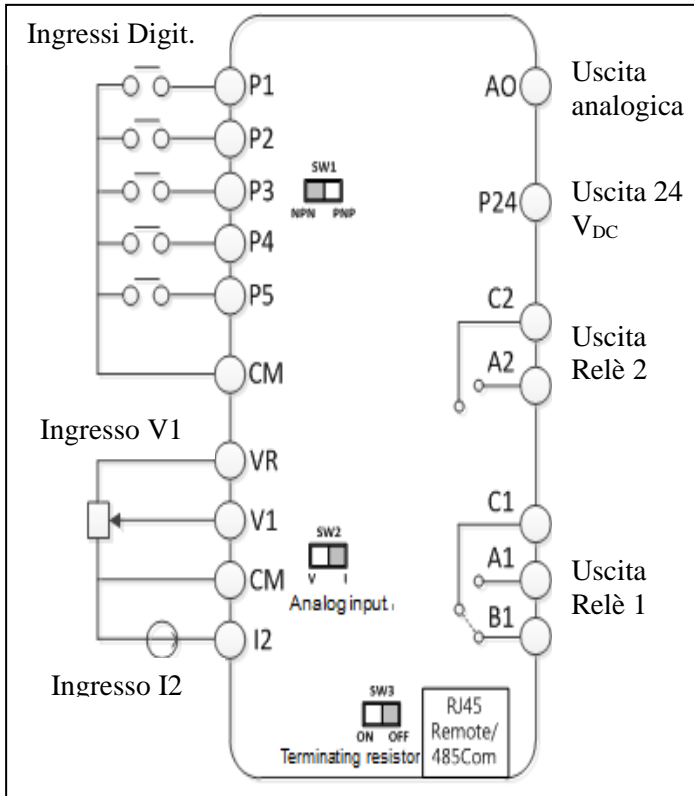 Ingressi Digit.
P1
P2
P3
P4
P5
CM
SW1
NPN PNP
Ingresso V1
VR
V1
CM
I2
SW2
V I
Analog input.
Ingresso I2
SW3
ON OFF
Terminating resistor
RJ45
Remote/
485Com
AO
Uscita
analogica
P24
Uscita 24
VDC
C2
A2
Uscita
Relè 2
C1
A1
B1
Uscita
Relè 1